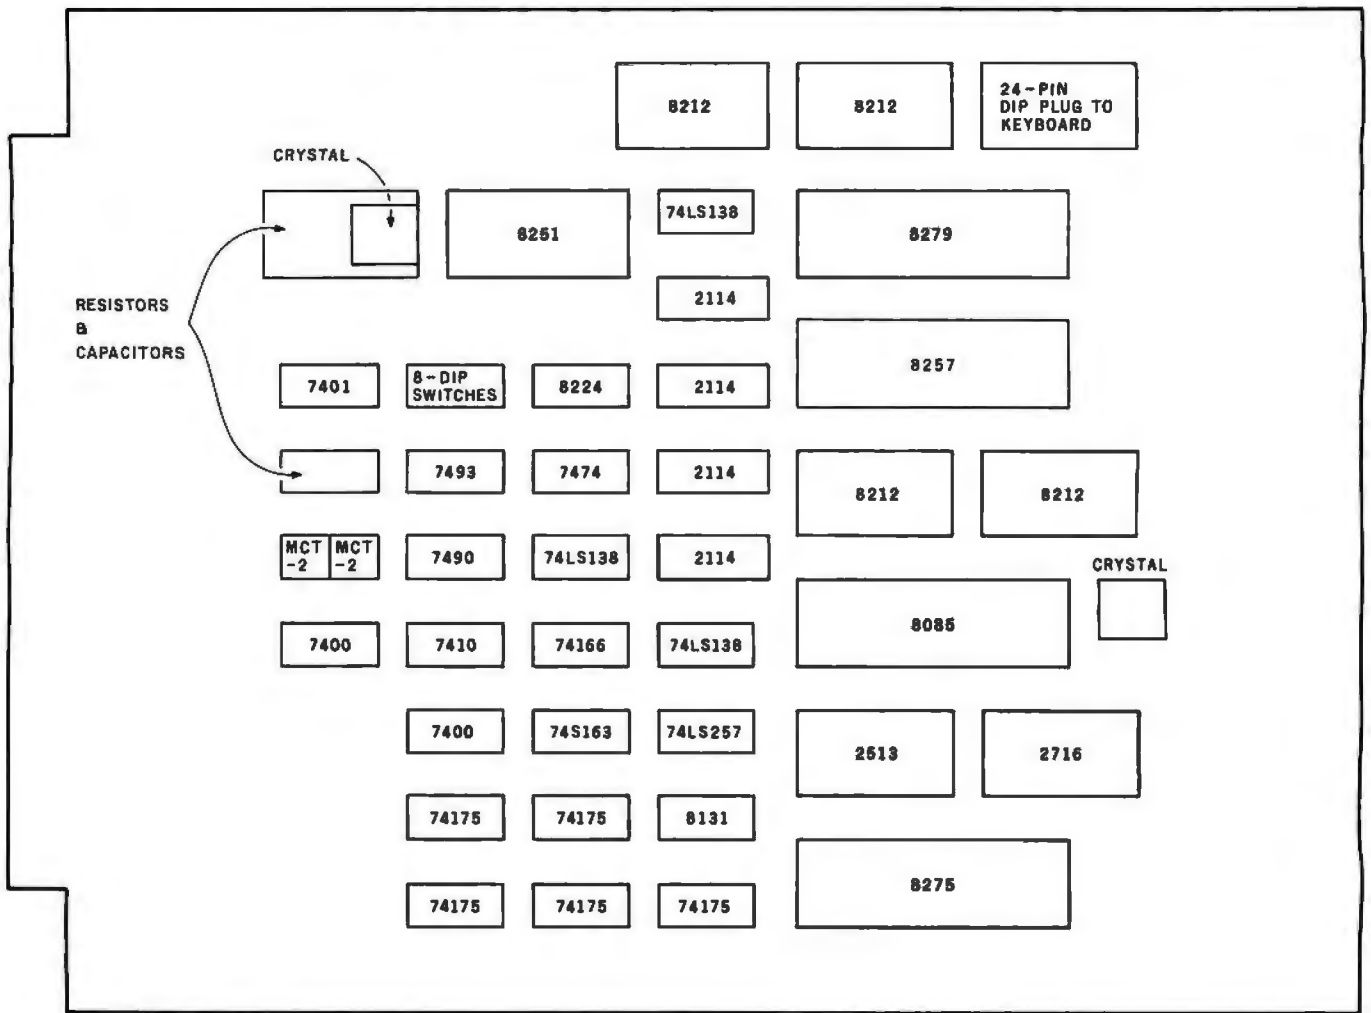 8212
8212
24-PIN
DIP PLUG TO
KEYBOARD
CRYSTAL
74LS138
8251
8279
2114
RESISTORS
&
CAPACITORS
8257
7401
8-DIP
SWITCHES
8224
2114
7493
7474
2114
8212
8212
MCT
-2
MCT
-2
7490
74LS138
2114
CRYSTAL
8085
7400
7410
74166
74LS138
7400
74S163
74LS257
2513
2716
74175
74175
8131
8275
74175
74175
74175